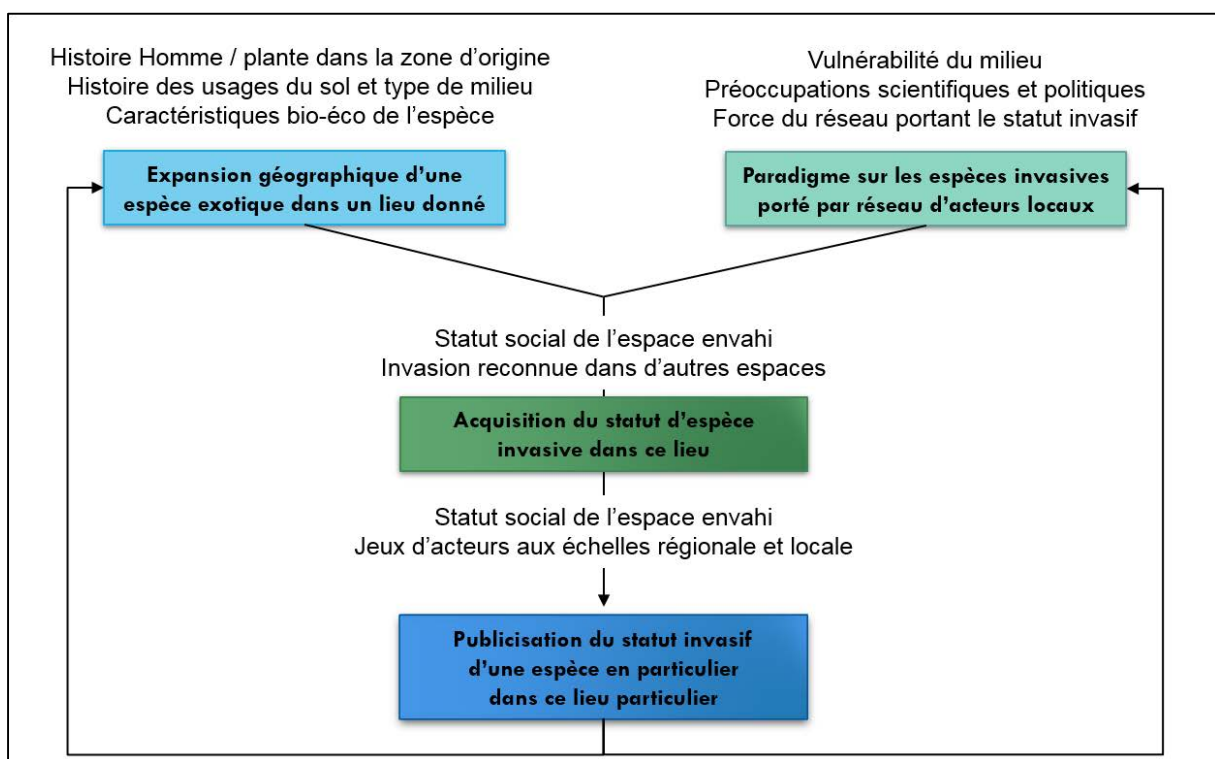 Histoire Homme / plante dans la zone d’origine
Histoire des usages du sol et type de milieu
Caractéristiques bio-éco de l’espèce
Expansion géographique d’une
espèce exotique dans un lieu donné
Vulnérabilité du milieu
Préoccupations scientifiques et politiques
Force du réseau portant le statut invasif
Paradigme sur les espèces invasives
porté par réseau d’acteurs locaux
Statut social de l’espace envahi
Invasion reconnue dans d’autres espaces
Acquisition du statut d’espèce
invasive dans ce lieu
Statut social de l’espace envahi
Jeux d’acteurs aux échelles régionale et locale
Publicisation du statut invasif
d’une espèce en particulier
dans ce lieu particulier